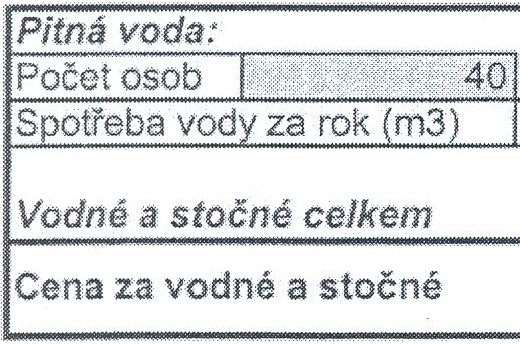 Pitná voda:
Počet osob 40
Spotřeba vody za rok (m3)
Vodné a stočné celkem
Cena za vodné a stočné